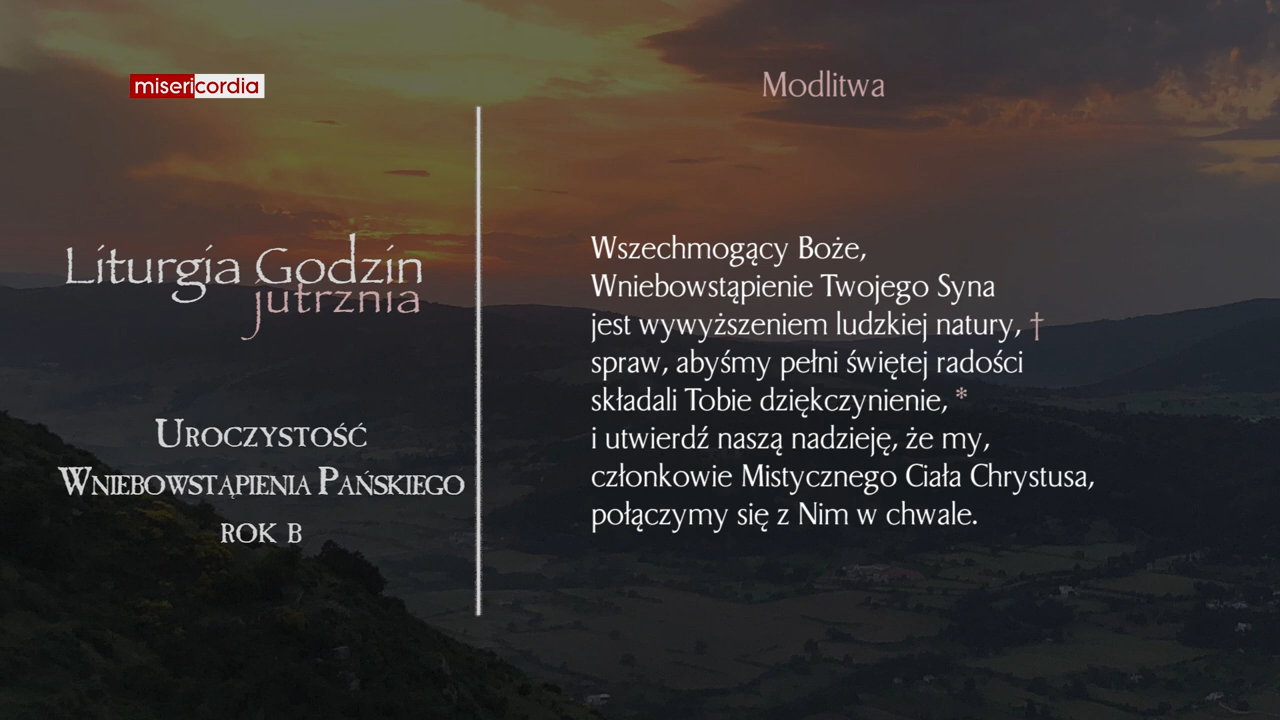 misericordia
Liturgia Godzin
jutrznia
Uroczystość
Wniebowstąpienia Pańskiego
rok B
Modlitwa
Wszechmogący Boże,
Wniebowstąpienie Twojego Syna
jest wywyższeniem ludzkiej natury, †
spraw, abyśmy pełni świętej radości
składali Tobie dziękczynienie, *
i utwierdź naszą nadzieję, że my,
członkowie Mistycznego Ciała Chrystusa,
połączymy się z Nim w chwale.